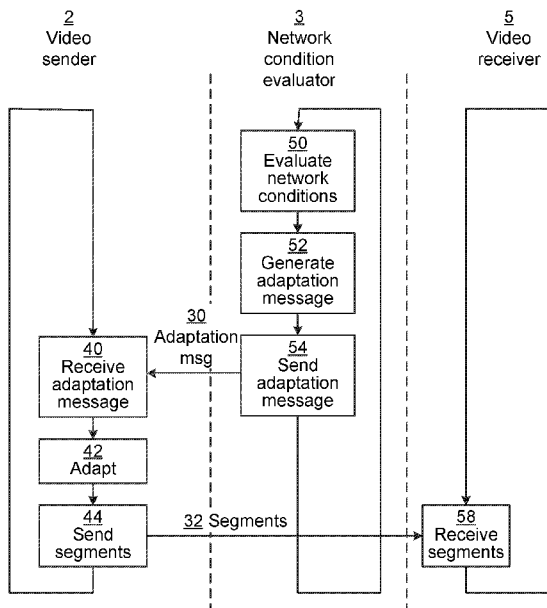 2
Video
sender
3
Network
condition
evaluator
5
Video
receiver
50
Evaluate
network
conditions
52
Generate
adaptation
message
30
Adaptation
msg
54
Send
adaptation
message
40
Receive
adaptation
message
42
Adapt
44
Send
segments
32 Segments
58
Receive
segments